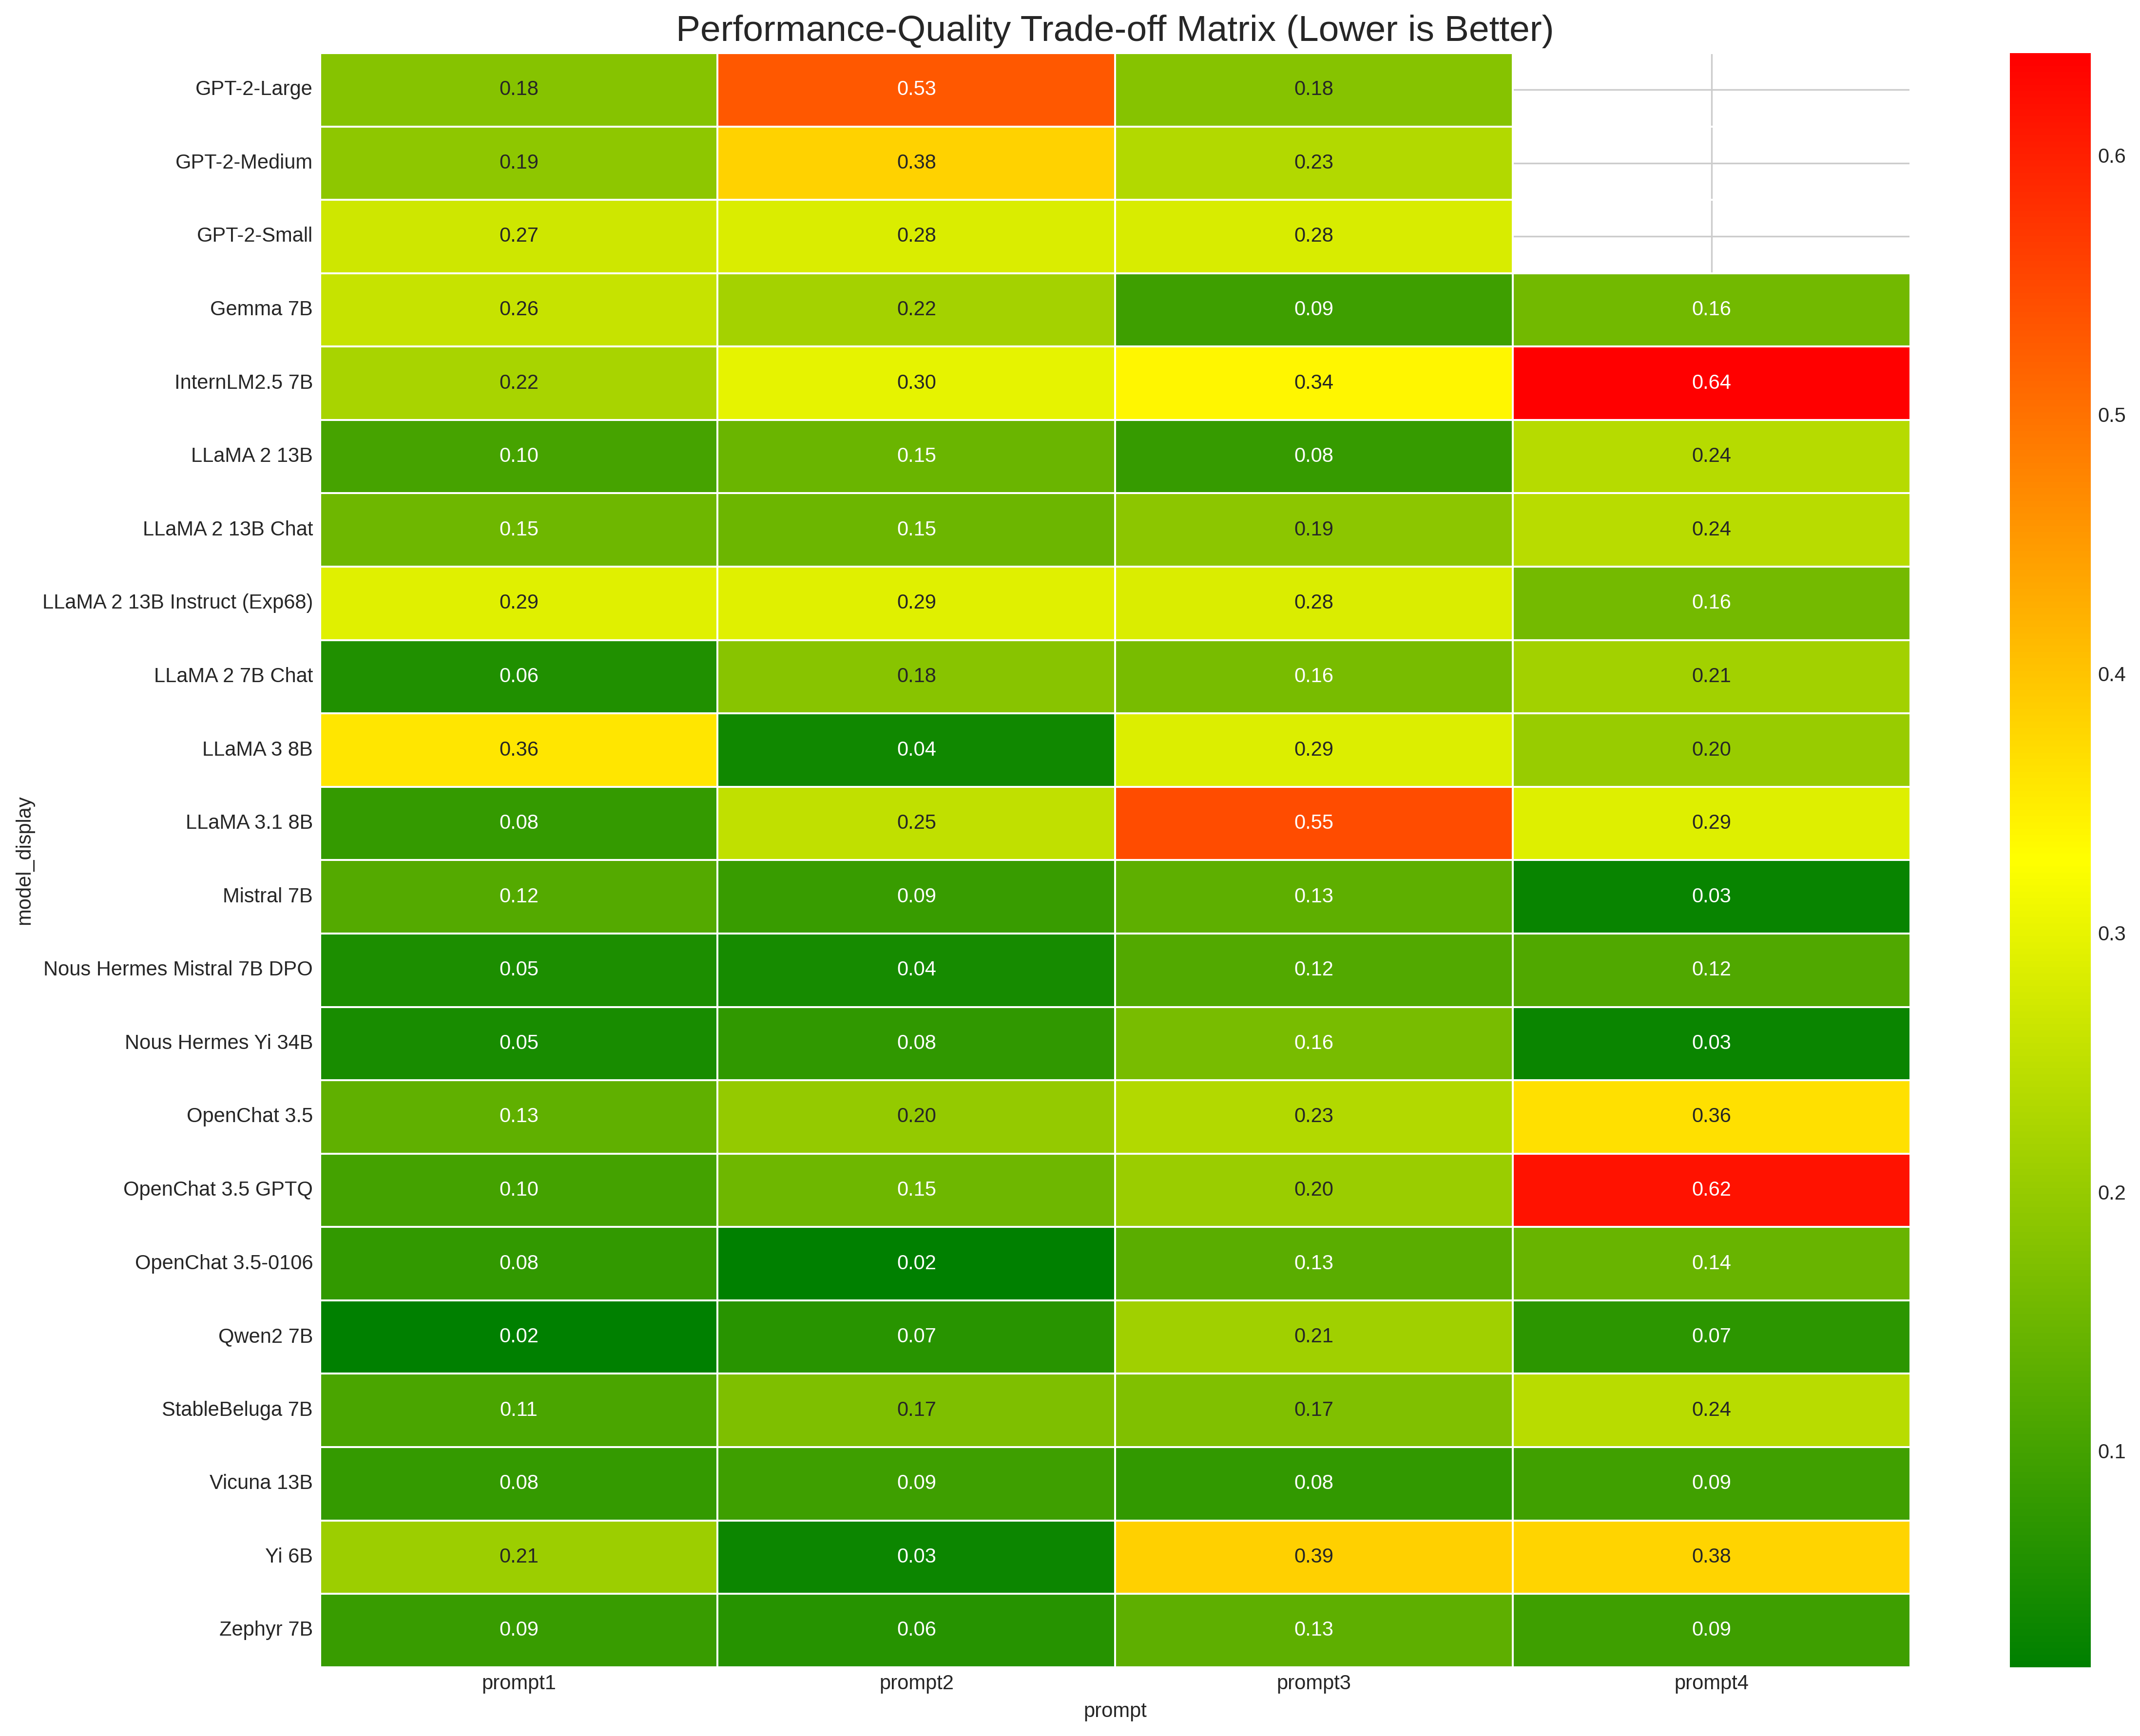 Performance-Quality Trade-off Matrix (Lower is Better)
GPT-2-Large 0.18 0.53 0.18
GPT-2-Medium 0.19 0.38 0.23
GPT-2-Small 0.27 0.28 0.28
Gemma 7B 0.26 0.22 0.09 0.16
InternLM2.5 7B 0.22 0.30 0.34 0.64
LLaMA 2 13B 0.10 0.15 0.08 0.24
LLaMA 2 13B Chat 0.15 0.15 0.19 0.24
LLaMA 2 13B Instruct (Exp68) 0.29 0.29 0.28 0.16
LLaMA 2 7B Chat 0.06 0.18 0.16 0.21
LLaMA 3 8B 0.36 0.04 0.29 0.20
LLaMA 3.1 8B 0.08 0.25 0.55 0.29
Mistral 7B 0.12 0.09 0.13 0.03
Nous Hermes Mistral 7B DPO 0.05 0.04 0.12 0.12
Nous Hermes Yi 34B 0.05 0.08 0.16 0.03
OpenChat 3.5 0.13 0.20 0.23 0.36
OpenChat 3.5 GPTQ 0.10 0.15 0.20 0.62
OpenChat 3.5-0106 0.08 0.02 0.13 0.14
Qwen2 7B 0.02 0.07 0.21 0.07
StableBeluga 7B 0.11 0.17 0.17 0.24
Vicuna 13B 0.08 0.09 0.08 0.09
Yi 6B 0.21 0.03 0.39 0.38
Zephyr 7B 0.09 0.06 0.13 0.09
prompt1 prompt2 prompt3 prompt4
prompt
model_display
0.6
0.5
0.4
0.3
0.2
0.1